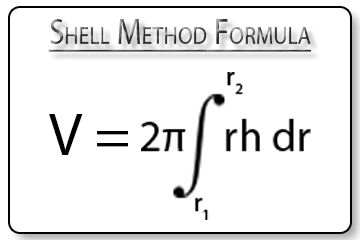 SHELL METHOD FORMULA
V = 2π∫
r₂
r₁
rh dr